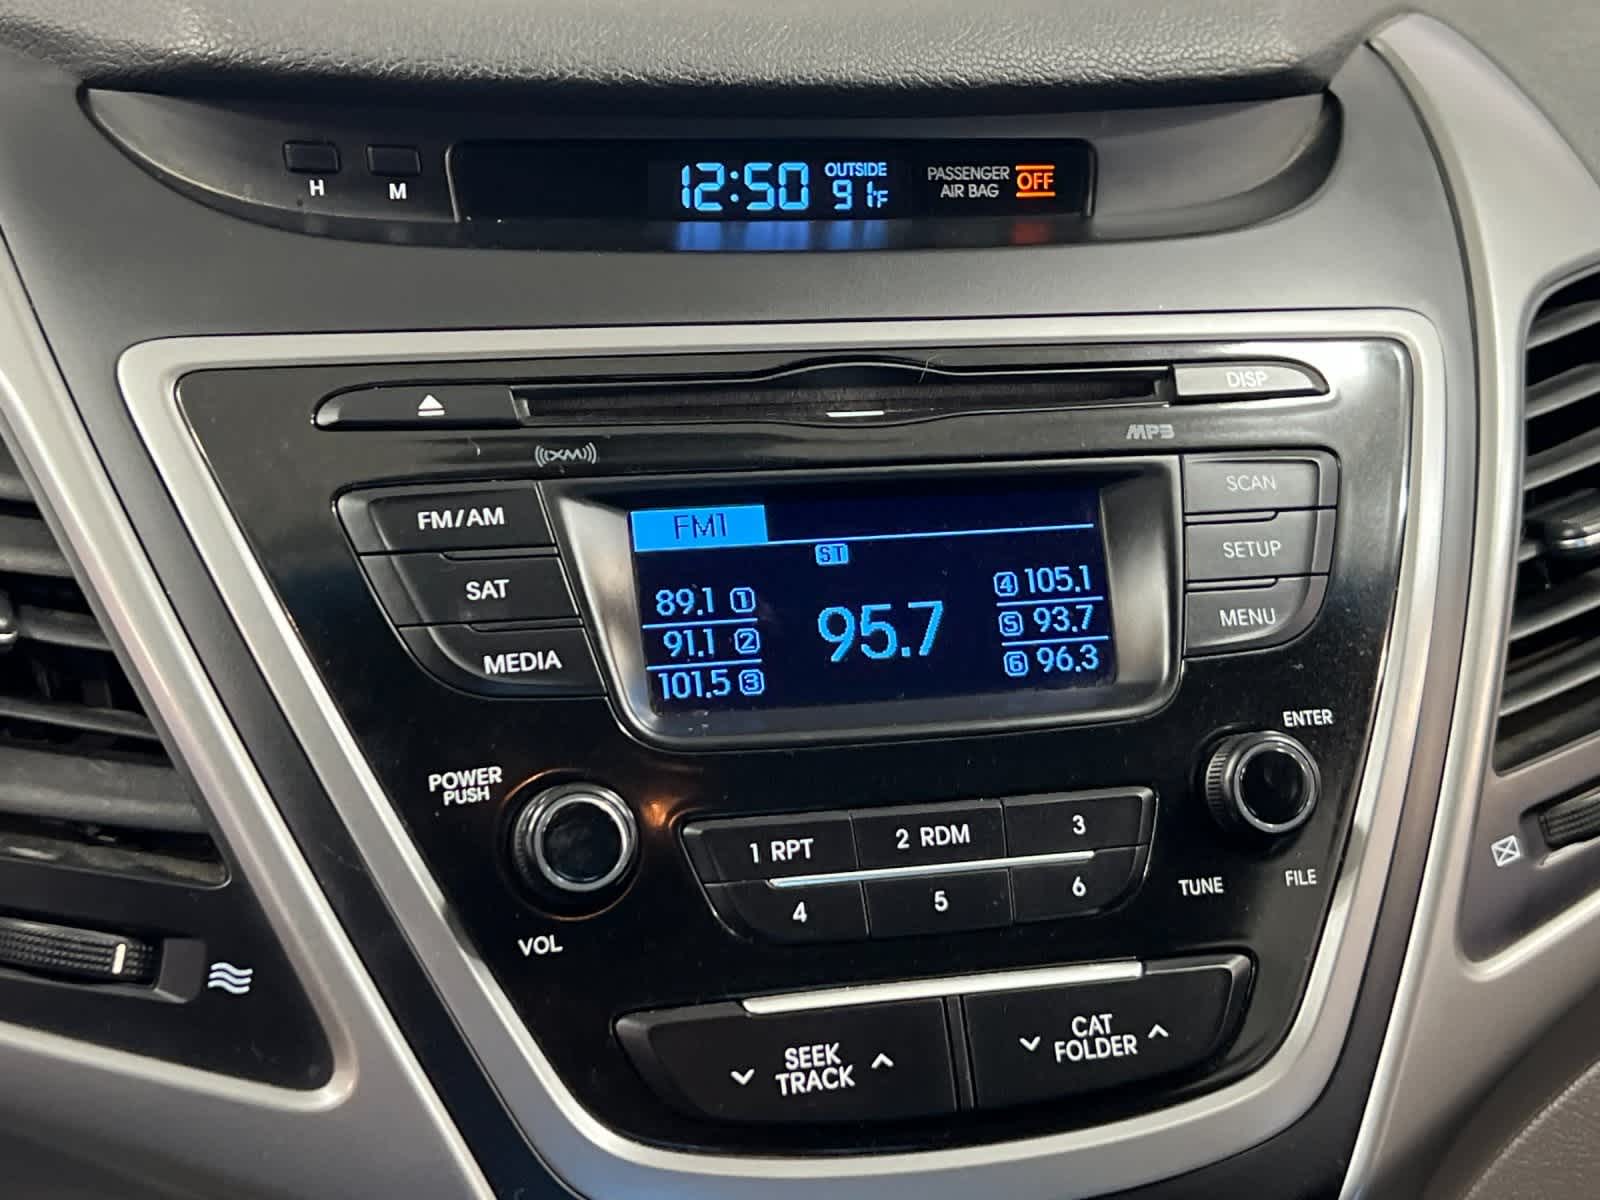 H
M
12:50
OUTSIDE
91°F
PASSENGER
AIR BAG
OFF
DISP
((XM))
MP3
FM/AM
SAT
MEDIA
FM1
ST
89.1 1
91.1 2
101.5 3
95.7
4 105.1
5 93.7
6 96.3
SCAN
SETUP
MENU
POWER
PUSH
VOL
1 RPT
2 RDM
3
4
5
6
ENTER
TUNE
FILE
SEEK
TRACK
CAT
FOLDER